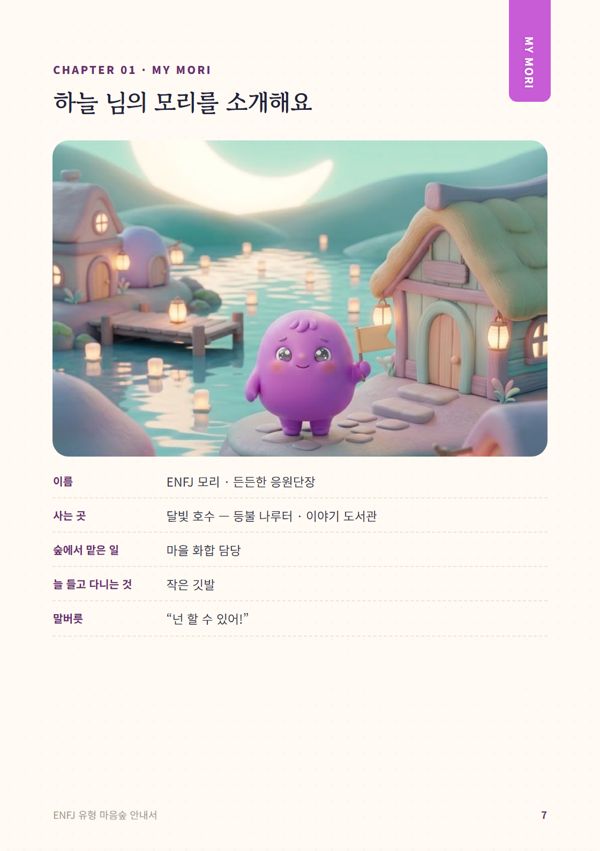 MY MORI
CHAPTER 01 · MY MORI
하늘 님의 모리를 소개해요
이름 ENFJ 모리 · 든든한 응원단장
사는 곳 달빛 호수 — 등불 나루터 · 이야기 도서관
숲에서 맡은 일 마을 화합 담당
늘 들고 다니는 것 작은 깃발
말버릇 “넌 할 수 있어!”
ENFJ 유형 마음숲 안내서 7